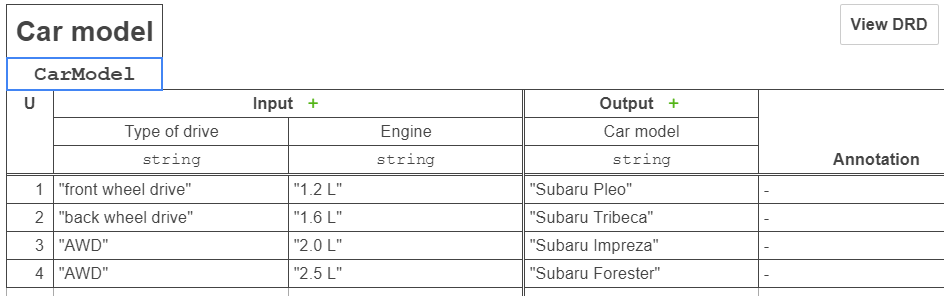 Car model
View DRD
CarModel
U Input + Output +
Type of drive Engine Car model
string string string Annotation
1 "front wheel drive" "1.2 L" "Subaru Pleo" -
2 "back wheel drive" "1.6 L" "Subaru Tribeca" -
3 "AWD" "2.0 L" "Subaru Impreza" -
4 "AWD" "2.5 L" "Subaru Forester" -